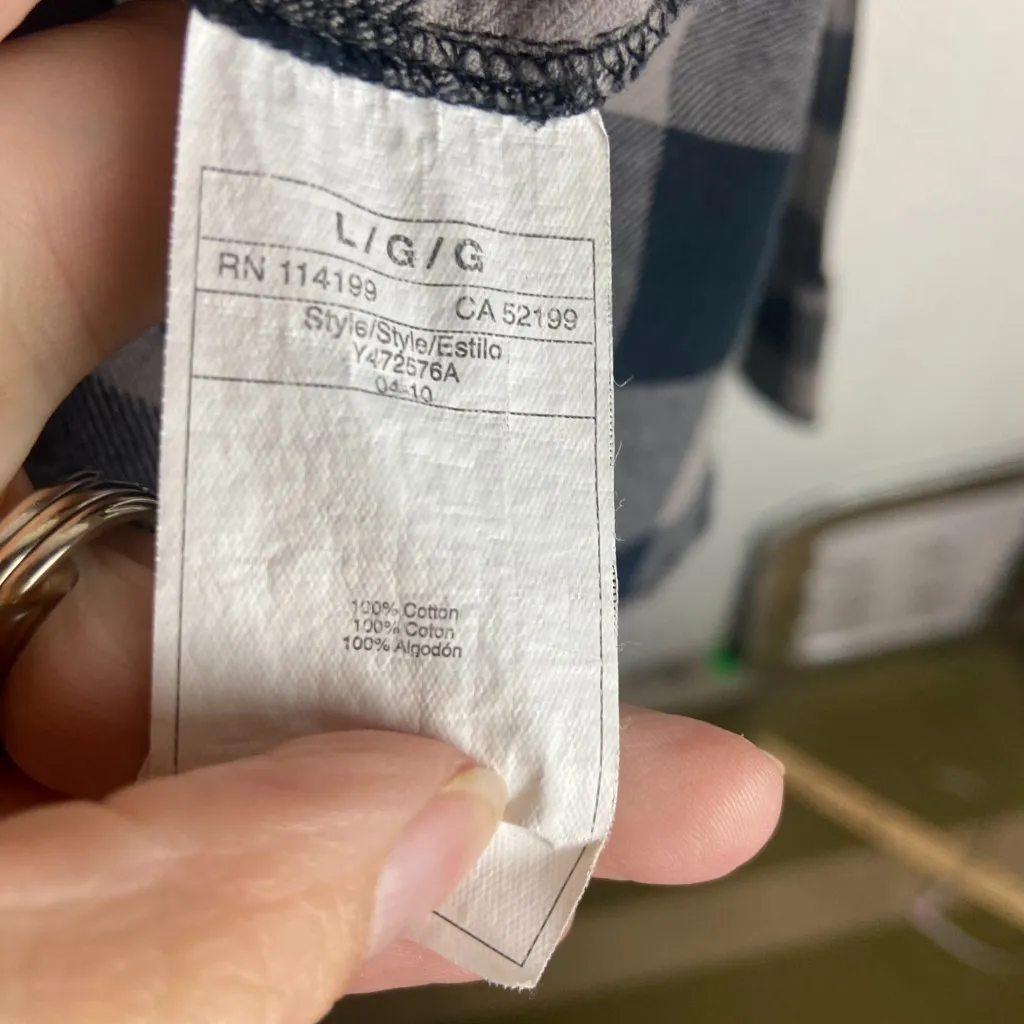 L/G/G
RN 114199 CA 52199
Style/Style/Estilo
Y472576A
04-10
100% Cotton
100% Coton
100% Algodón